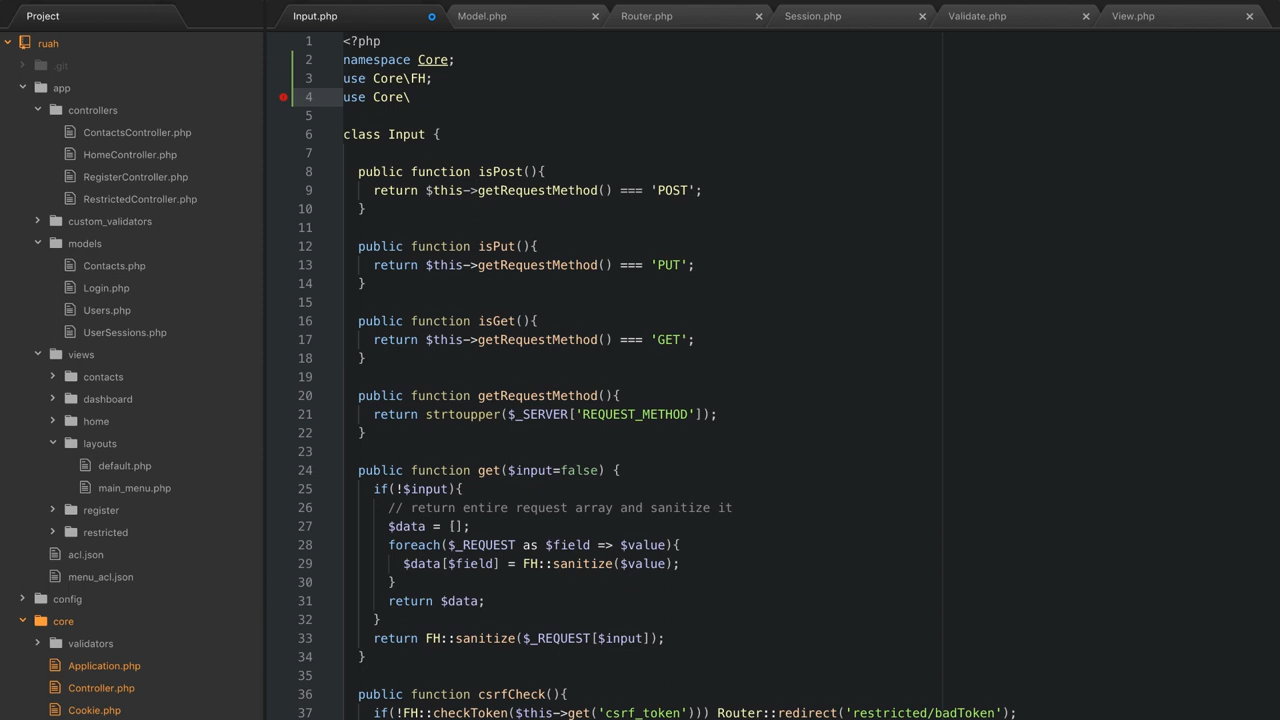 Project
Input.php
Model.php
Router.php
Session.php
Validate.php
View.php
ruah
.git
app
controllers
ContactsController.php
HomeController.php
RegisterController.php
RestrictedController.php
custom_validators
models
Contacts.php
Login.php
Users.php
UserSessions.php
views
contacts
dashboard
home
layouts
default.php
main_menu.php
register
restricted
acl.json
menu_acl.json
config
core
validators
Application.php
Controller.php
Cookie.php
1 <?php
2 namespace Core;
3 use Core\FH;
4 use Core\
5
6 class Input {
7
8 public function isPost(){
9 return $this->getRequestMethod() === 'POST';
10 }
11
12 public function isPut(){
13 return $this->getRequestMethod() === 'PUT';
14 }
15
16 public function isGet(){
17 return $this->getRequestMethod() === 'GET';
18 }
19
20 public function getRequestMethod(){
21 return strtoupper($_SERVER['REQUEST_METHOD']);
22 }
23
24 public function get($input=false) {
25 if(!$input){
26 // return entire request array and sanitize it
27 $data = [];
28 foreach($_REQUEST as $field => $value){
29 $data[$field] = FH::sanitize($value);
30 }
31 return $data;
32 }
33 return FH::sanitize($_REQUEST[$input]);
34 }
35
36 public function csrfCheck(){
37 if(!FH::checkToken($this->get('csrf_token'))) Router::redirect('restricted/badToken');